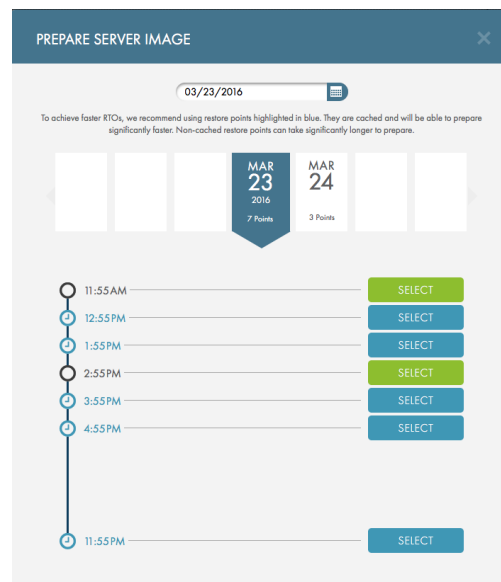 PREPARE SERVER IMAGE
03/23/2016
To achieve faster RTOs, we recommend using restore points highlighted in blue. They are cached and will be able to prepare
significantly faster. Non-cached restore points can take significantly longer to prepare.
MAR
23
2016
7 Points
MAR
24
3 Points
11:55AM SELECT
12:55PM SELECT
1:55PM SELECT
2:55PM SELECT
3:55PM SELECT
4:55PM SELECT
11:55PM SELECT